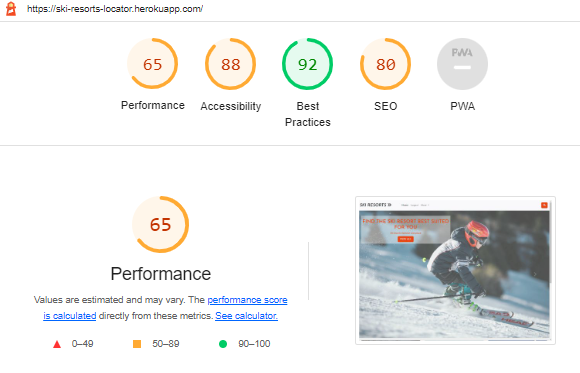 https://ski-resorts-locator.herokuapp.com/
65
88
92
80
PWA
Performance
Accessibility
Best
Practices
SEO
PWA
65
Performance
Values are estimated and may vary. The performance score
is calculated directly from these metrics. See calculator.
0–49
50–89
90–100
SKI RESORTS
FIND THE SKI RESORT BEST SUITED
FOR YOU